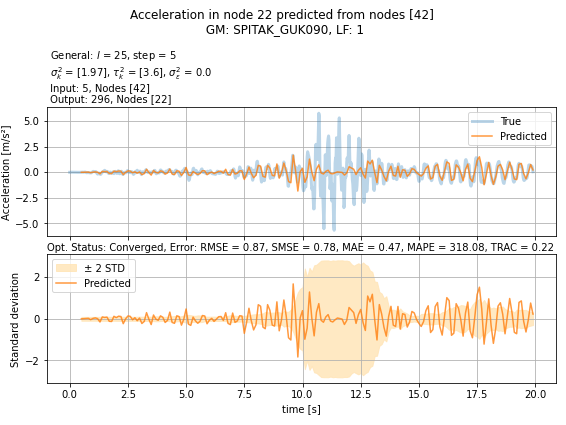 Acceleration in node 22 predicted from nodes [42]
GM: SPITAK_GUK090, LF: 1
General: l = 25, step = 5
σ²ₖ = [1.97], τ²ₖ = [3.6], σ²ₜ = 0.0
Input: 5, Nodes [42]
Output: 296, Nodes [22]
Acceleration [m/s²]
5.0
2.5
0.0
−2.5
−5.0
True
Predicted
Opt. Status: Converged, Error: RMSE = 0.87, SMSE = 0.78, MAE = 0.47, MAPE = 318.08, TRAC = 0.22
Standard deviation
2
0
−2
± 2 STD
Predicted
0.0 2.5 5.0 7.5 10.0 12.5 15.0 17.5 20.0
time [s]